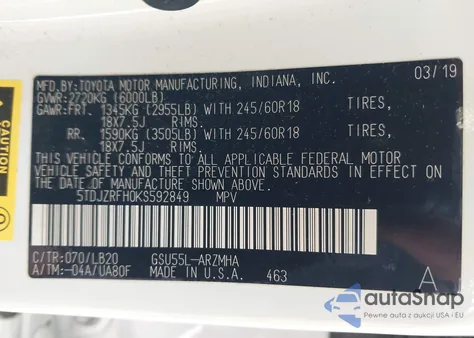 MFD. BY: TOYOTA MOTOR MANUFACTURING, INDIANA, INC. 03/19
GVWR: 2720KG (6000LB)
GAWR: FRT. 1345KG (2955LB) WITH 245/60R18 TIRES,
18X7.5J RIMS.
RR. 1590KG (3505LB) WITH 245/60R18 TIRES,
18X7.5J RIMS.
THIS VEHICLE CONFORMS TO ALL APPLICABLE FEDERAL MOTOR
VEHICLE SAFETY AND THEFT PREVENTION STANDARDS IN EFFECT
ON THE DATE OF MANUFACTURE SHOWN ABOVE.
5TDJZRFH0KS592849 MPV
C/TR: 070/LB20 GSU55L-ARZMHA A
A/TM: -04A/UA80F MADE IN U.S.A. 463
CAUTION
autoSnap
Pewne auta z dojazdem USA - EU